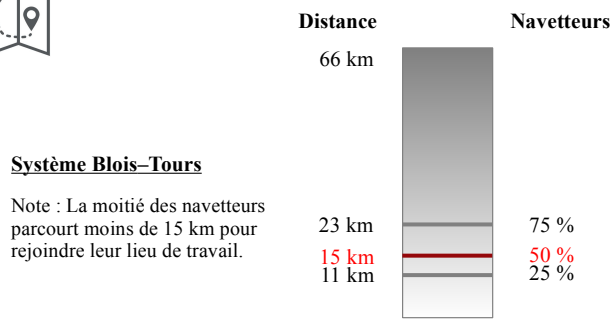 Distance Navetteurs
66 km
Système Blois–Tours
Note : La moitié des navetteurs
parcourt moins de 15 km pour
rejoindre leur lieu de travail.
23 km 75 %
15 km 50 %
11 km 25 %